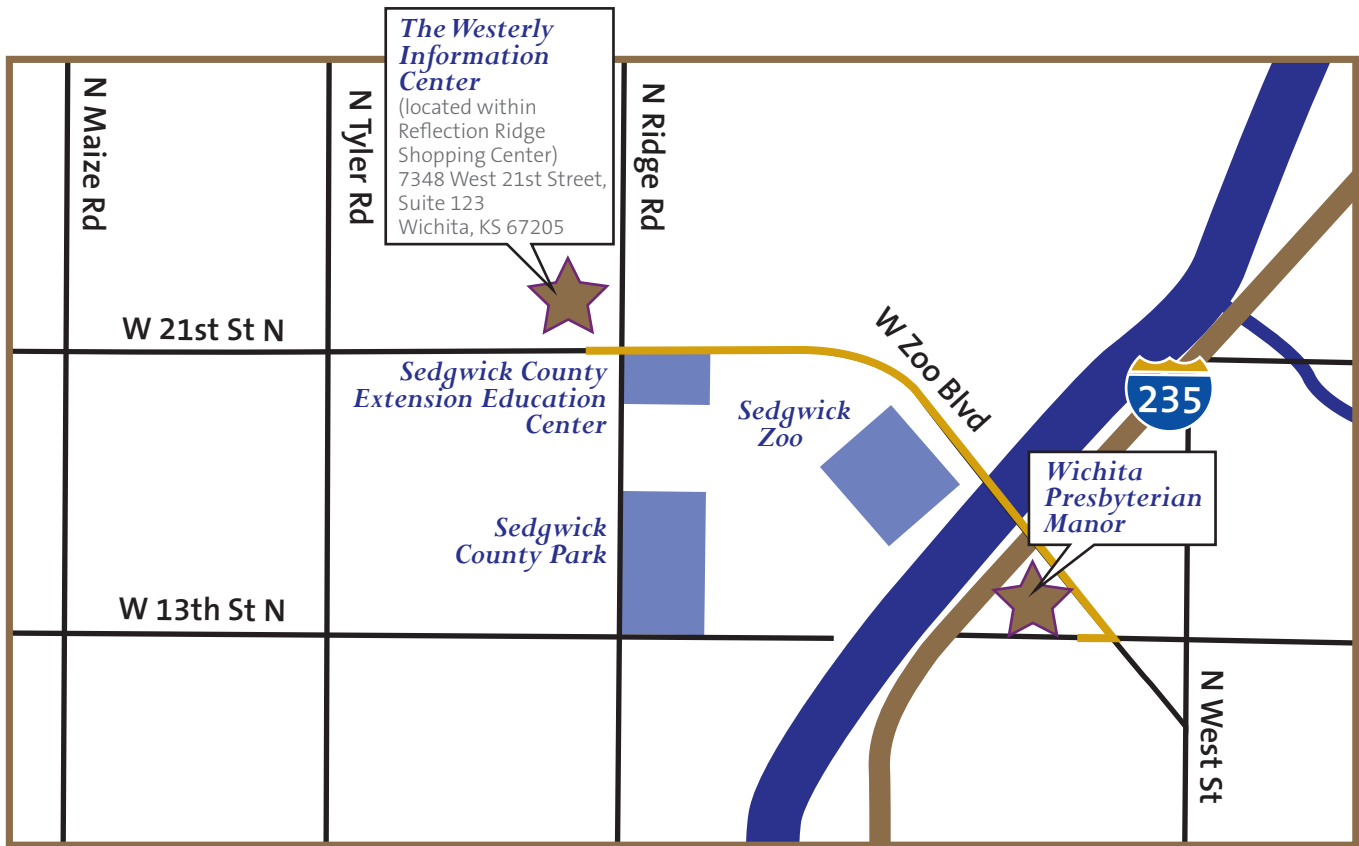 The Westerly
Information
Center
(located within
Reflection Ridge
Shopping Center)
7348 West 21st Street,
Suite 123
Wichita, KS 67205
N Maize Rd
N Tyler Rd
N Ridge Rd
W 21st St N
W Zoo Blvd
Sedgwick County
Extension Education
Center
Sedgwick
Zoo
235
Wichita
Presbyterian
Manor
Sedgwick
County Park
W 13th St N
N West St